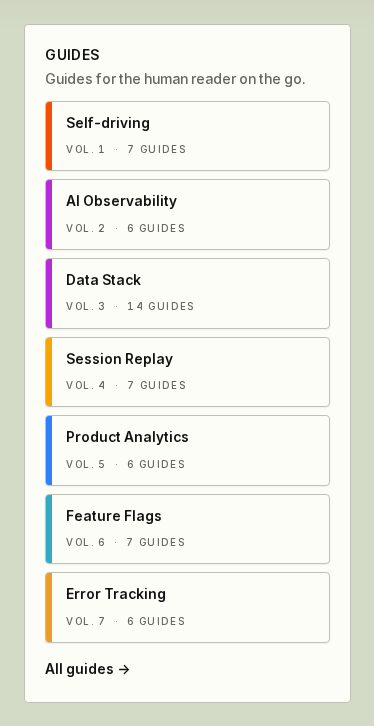 GUIDES
Guides for the human reader on the go.
Self-driving
VOL. 1 · 7 GUIDES
AI Observability
VOL. 2 · 6 GUIDES
Data Stack
VOL. 3 · 14 GUIDES
Session Replay
VOL. 4 · 7 GUIDES
Product Analytics
VOL. 5 · 6 GUIDES
Feature Flags
VOL. 6 · 7 GUIDES
Error Tracking
VOL. 7 · 6 GUIDES
All guides →